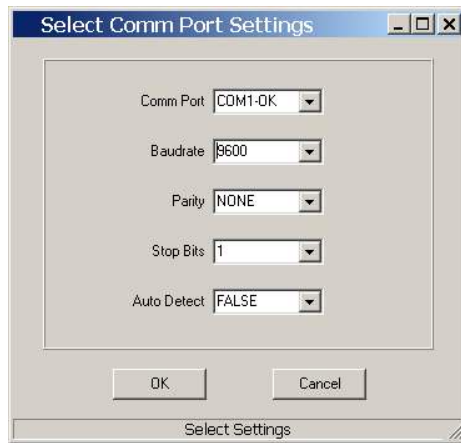 Select Comm Port Settings
Comm Port COM1-OK
Baudrate 9600
Parity NONE
Stop Bits 1
Auto Detect FALSE
OK Cancel
Select Settings